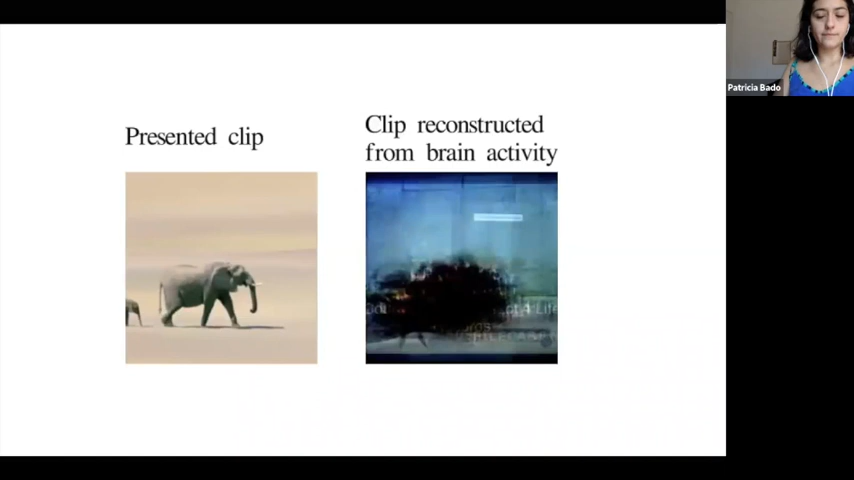 Presented clip
Clip reconstructed
from brain activity
Patricia Bado